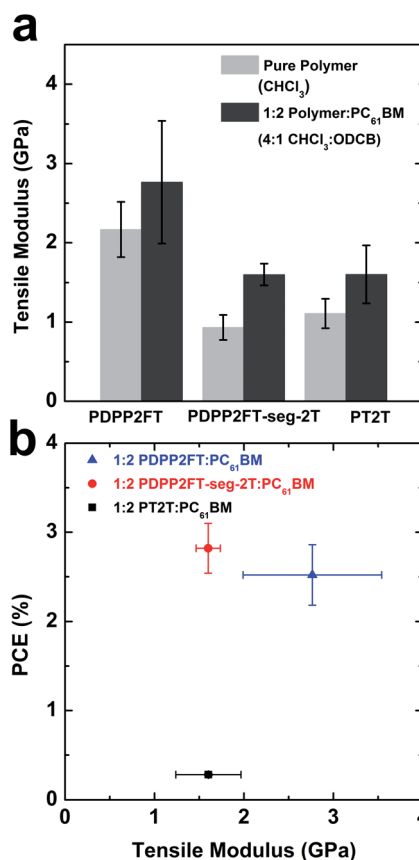 a
Pure Polymer
(CHCl₃)
1:2 Polymer:PC₆₁BM
(4:1 CHCl₃:ODCB)
Tensile Modulus (GPa)
4
3
2
1
0
PDPP2FT PDPP2FT-seg-2T PT2T
b
1:2 PDPP2FT:PC₆₁BM
1:2 PDPP2FT-seg-2T:PC₆₁BM
1:2 PT2T:PC₆₁BM
PCE (%)
4
3
2
1
0
0 1 2 3 4
Tensile Modulus (GPa)